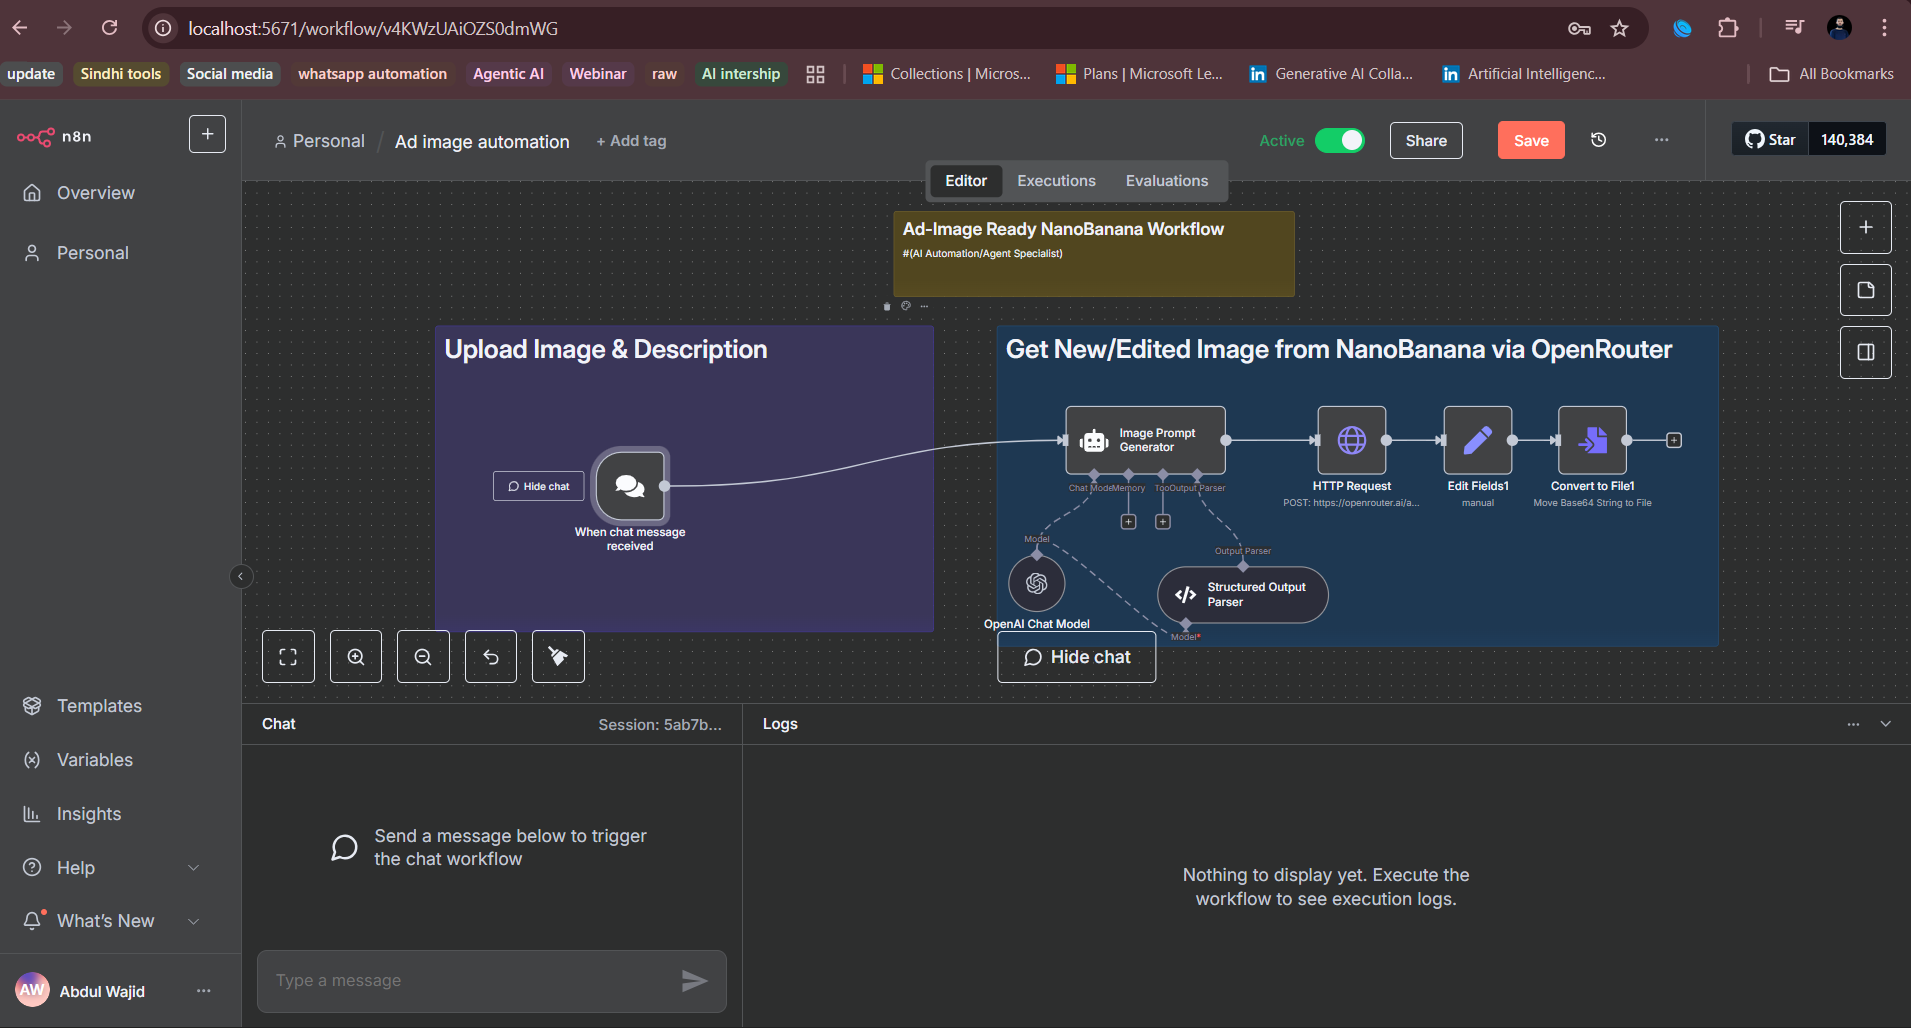 localhost:5671/workflow/v4KWzUAiOZS0dmWG
update
Sindhi tools
Social media
whatsapp automation
Agentic AI
Webinar
raw
AI intership
Collections | Micros...
Plans | Microsoft Le...
Generative AI Colla...
Artificial Intelligenc...
All Bookmarks
n8n
Personal / Ad image automation
+ Add tag
Active
Share
Save
Star
140,384
Editor
Executions
Evaluations
Overview
Personal
Ad-Image Ready NanoBanana Workflow
#(AI Automation/Agent Specialist)
Upload Image & Description
Hide chat
When chat message
received
Get New/Edited Image from NanoBanana via OpenRouter
Image Prompt
Generator
Chat Mode
Memory
Too
Output Parser
HTTP Request
POST: https://openrouter.ai/a...
Edit Fields1
manual
Convert to File1
Move Base64 String to File
Model
Output Parser
Structured Output
Parser
OpenAI Chat Model
Model*
Hide chat
Templates
Variables
Insights
Help
What's New
AW
Abdul Wajid
Chat
Session: 5ab7b...
Send a message below to trigger
the chat workflow
Type a message
Logs
Nothing to display yet. Execute the
workflow to see execution logs.